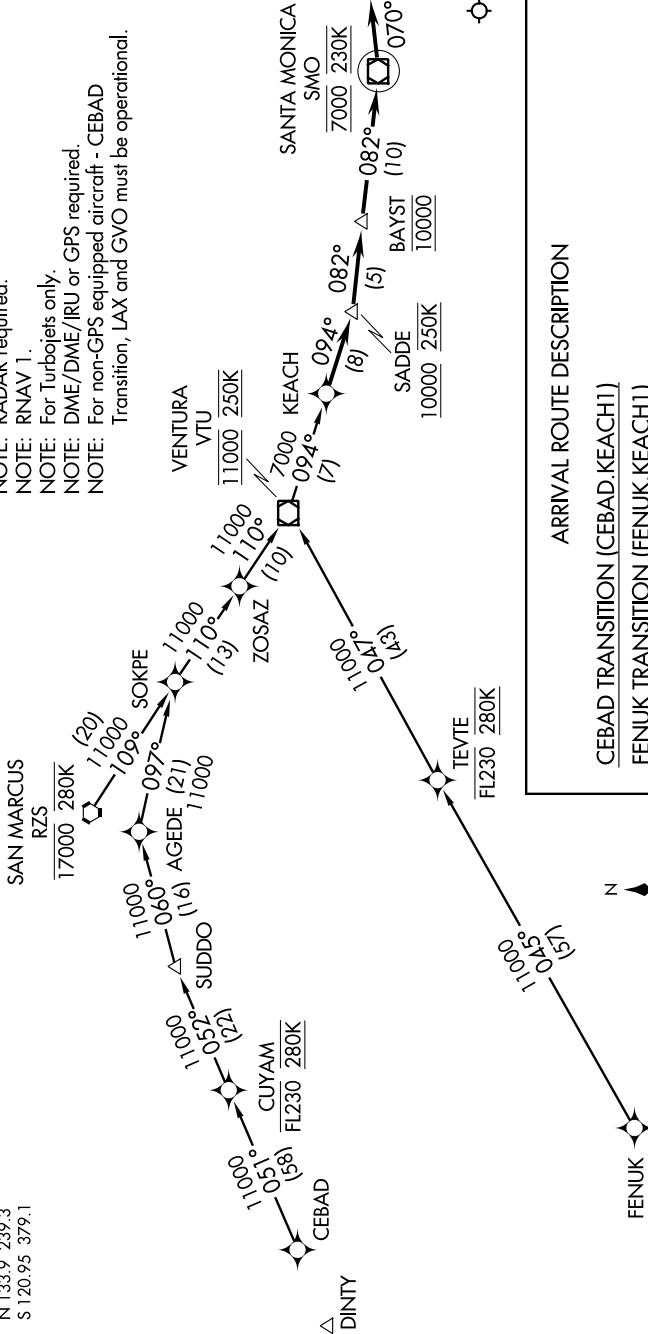 N 133.9 239.3
S 120.95 379.1
NOTE: RADAR required.
NOTE: RNAV 1.
NOTE: For Turbojets only.
NOTE: DME/DME/IRU or GPS required.
NOTE: For non-GPS equipped aircraft - CEBAD
Transition, LAX and GVO must be operational.
SAN MARCUS
RZS
17000 280K
(20)
11000
109°
SOKPE
11000
110°
(13)
ZOSAZ
11000
110°
(10)
VENTURA
VTU
11000 250K
7000
094°
(7)
KEACH
094°
(8)
SADDE
10000 250K
082°
(5)
BAYST
10000
082°
(10)
SANTA MONICA
SMO
7000 230K
070°
DINTY
CEBAD
11000
051°
(58)
CUYAM
FL230 280K
11000
052°
(22)
SUDDO
11000
060°
(16)
AGEDE
097°
(21)
11000
FENUK
11000
045°
(57)
TEVTE
FL230 280K
11000
047°
(43)
N
ARRIVAL ROUTE DESCRIPTION
CEBAD TRANSITION (CEBAD.KEACH1)
FENUK TRANSITION (FENUK.KEACH1)